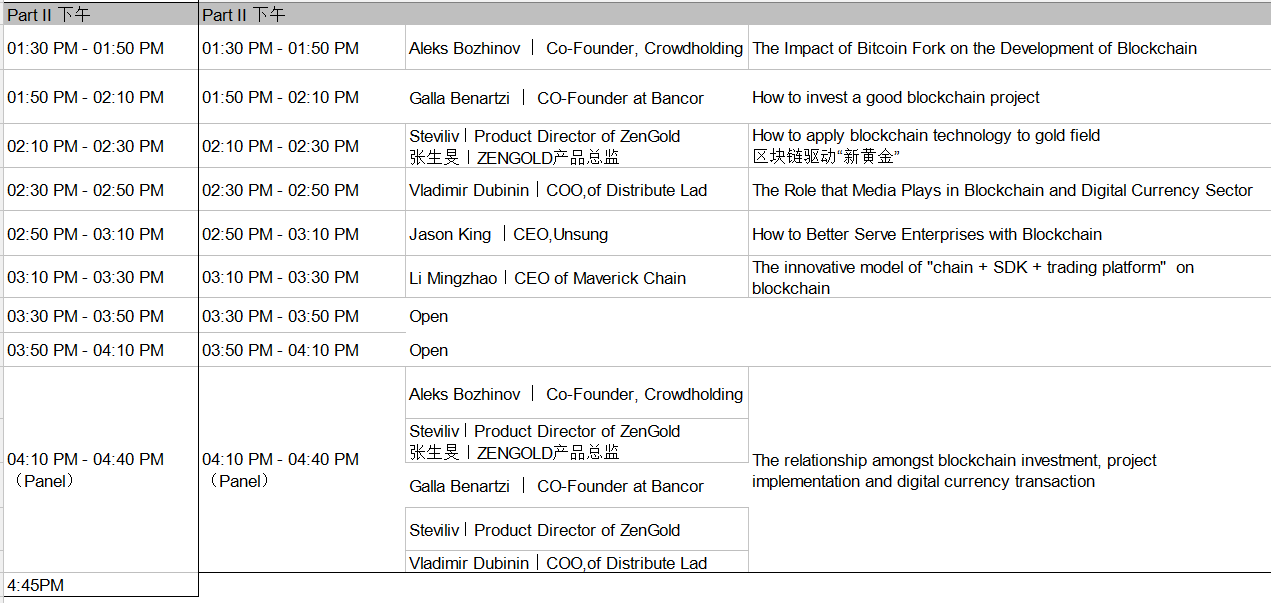 Part II 下午 Part II 下午
01:30 PM - 01:50 PM 01:30 PM - 01:50 PM Aleks Bozhinov 丨 Co-Founder, Crowdholding The Impact of Bitcoin Fork on the Development of Blockchain
01:50 PM - 02:10 PM 01:50 PM - 02:10 PM Galla Benartzi 丨 CO-Founder at Bancor How to invest a good blockchain project
02:10 PM - 02:30 PM 02:10 PM - 02:30 PM Steviliv丨Product Director of ZenGold How to apply blockchain technology to gold field
张生旻丨ZENGOLD产品总监 区块链驱动“新黄金”
02:30 PM - 02:50 PM 02:30 PM - 02:50 PM Vladimir Dubinin丨COO,of Distribute Lad The Role that Media Plays in Blockchain and Digital Currency Sector
02:50 PM - 03:10 PM 02:50 PM - 03:10 PM Jason King 丨CEO,Unsung How to Better Serve Enterprises with Blockchain
03:10 PM - 03:30 PM 03:10 PM - 03:30 PM Li Mingzhao丨CEO of Maverick Chain The innovative model of "chain + SDK + trading platform" on
blockchain
03:30 PM - 03:50 PM 03:30 PM - 03:50 PM Open
03:50 PM - 04:10 PM 03:50 PM - 04:10 PM Open
Aleks Bozhinov 丨 Co-Founder, Crowdholding
Steviliv丨Product Director of ZenGold
张生旻丨ZENGOLD产品总监
04:10 PM - 04:40 PM 04:10 PM - 04:40 PM The relationship amongst blockchain investment, project
（Panel） （Panel） implementation and digital currency transaction
Galla Benartzi 丨 CO-Founder at Bancor
Steviliv丨Product Director of ZenGold
Vladimir Dubinin丨COO,of Distribute Lad
4:45PM